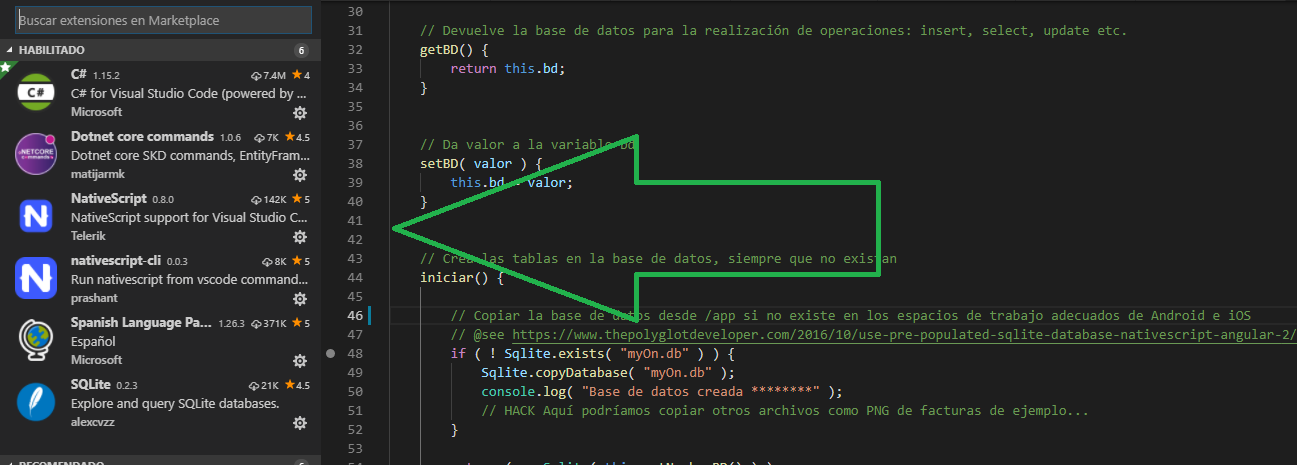 Buscar extensiones en Marketplace
HABILITADO 6
C# 1.15.2 7.4M 4
C# for Visual Studio Code (powered by ...
Microsoft
Dotnet core commands 1.0.6 7K 4.5
Dotnet core SKD commands, EntityFram...
matijarmk
NativeScript 0.8.0 142K 5
NativeScript support for Visual Studio C...
Telerik
nativescript-cli 0.0.3 8K 5
Run nativescript from vscode command...
prashant
Spanish Language Pa... 1.26.3 371K 5
Español
Microsoft
SQLite 0.2.3 21K 4.5
Explore and query SQLite databases.
alexcvzz
30
31 // Devuelve la base de datos para la realización de operaciones: insert, select, update etc.
32 getBD() {
33 return this.bd;
34 }
35
36
37 // Da valor a la variable bd
38 setBD( valor ) {
39 this.bd = valor;
40 }
41
42
43 // Crea las tablas en la base de datos, siempre que no existan
44 iniciar() {
45
46 // Copiar la base de datos desde /app si no existe en los espacios de trabajo adecuados de Android e iOS
47 // @see https://www.thepolyglotdeveloper.com/2016/10/use-pre-populated-sqlite-database-nativescript-angular-2/
48 if ( ! Sqlite.exists( "myOn.db" ) ) {
49 Sqlite.copyDatabase( "myOn.db" );
50 console.log( "Base de datos creada ********" );
51 // HACK Aquí podríamos copiar otros archivos como PNG de facturas de ejemplo...
52 }
53